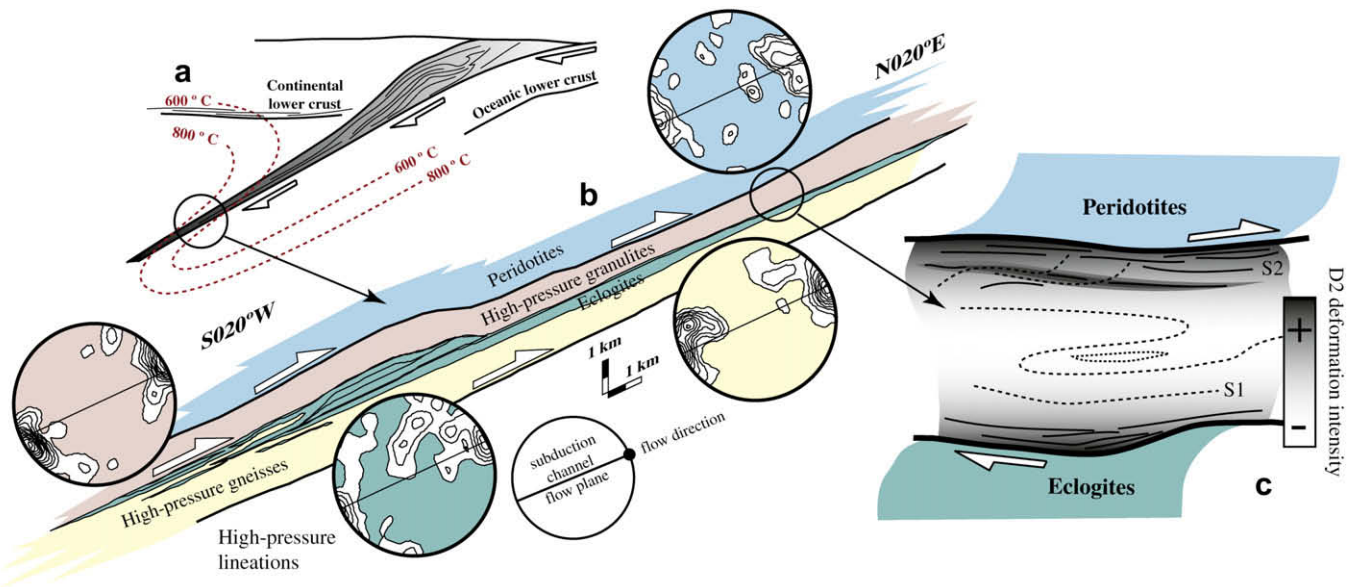 a
600 ° C
Continental
lower crust
800 ° C
Oceanic lower crust
600 ° C
800 ° C
N020°E
b
S020°W
Peridotites
High-pressure granulites
Eclogites
High-pressure gneisses
1 km
1 km
High-pressure
lineations
subduction
channel
flow plane
flow direction
Peridotites
S2
S1
Eclogites
c
+
-
D2 deformation intensity